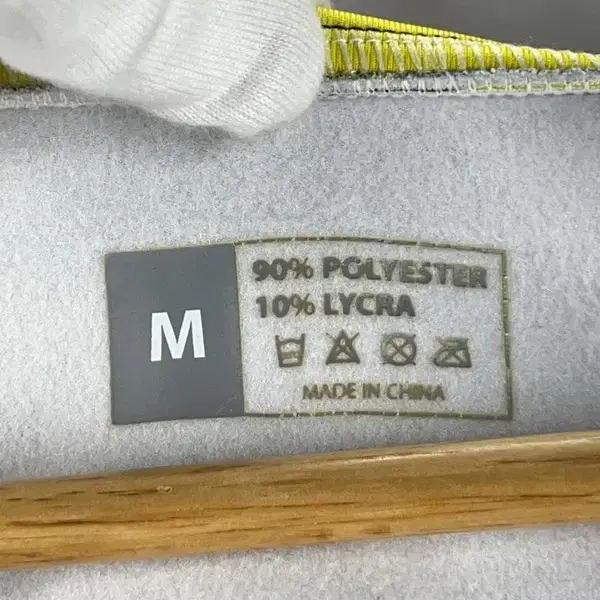 M
90% POLYESTER
10% LYCRA
MADE IN CHINA